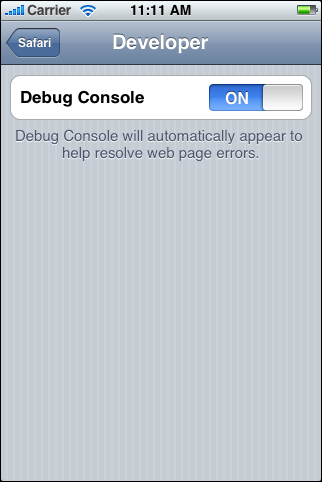 Carrier 11:11 AM
Safari Developer
Debug Console ON
Debug Console will automatically appear to
help resolve web page errors.